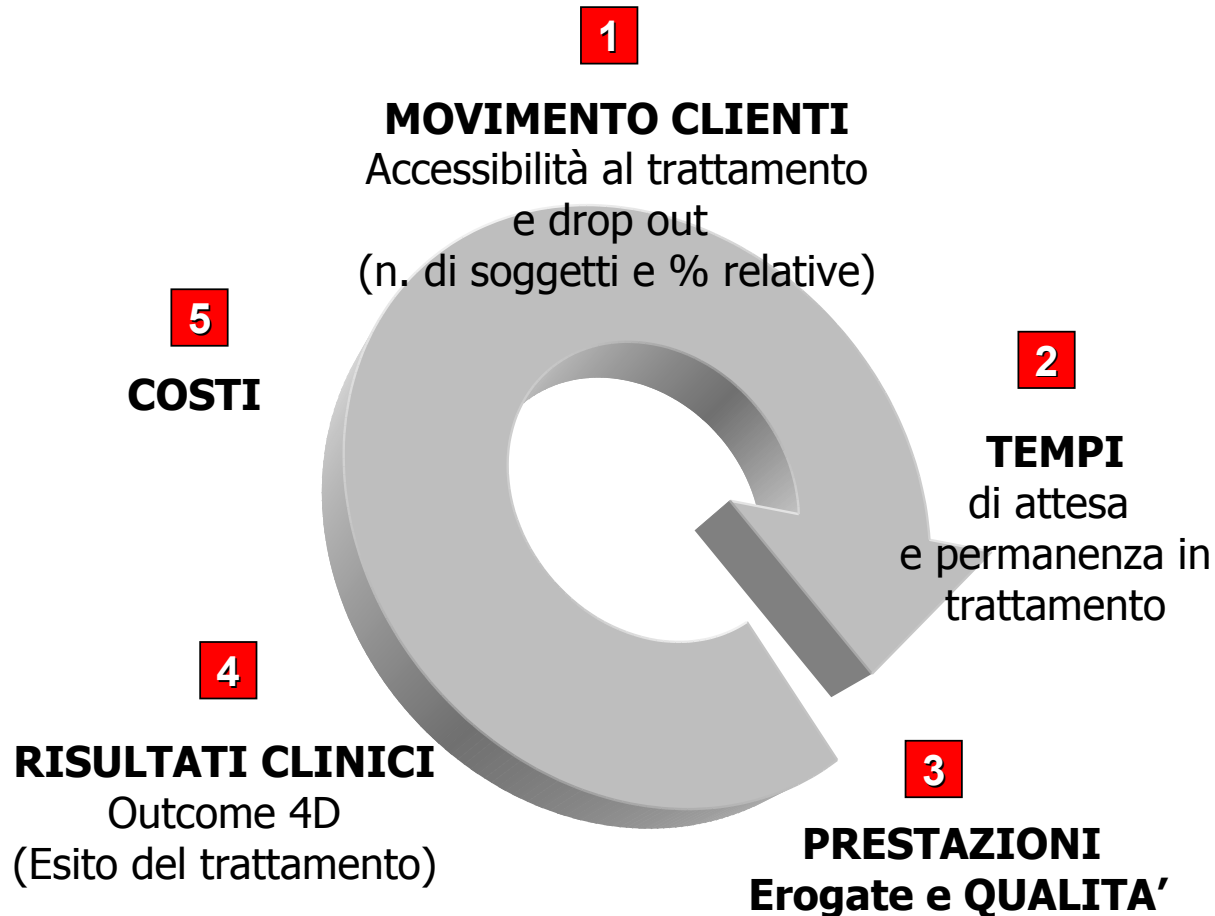 1
MOVIMENTO CLIENTI
Accessibilità al trattamento
e drop out
(n. di soggetti e % relative)
2
TEMPI
di attesa
e permanenza in
trattamento
3
PRESTAZIONI
Erogate e QUALITA’
4
RISULTATI CLINICI
Outcome 4D
(Esito del trattamento)
5
COSTI